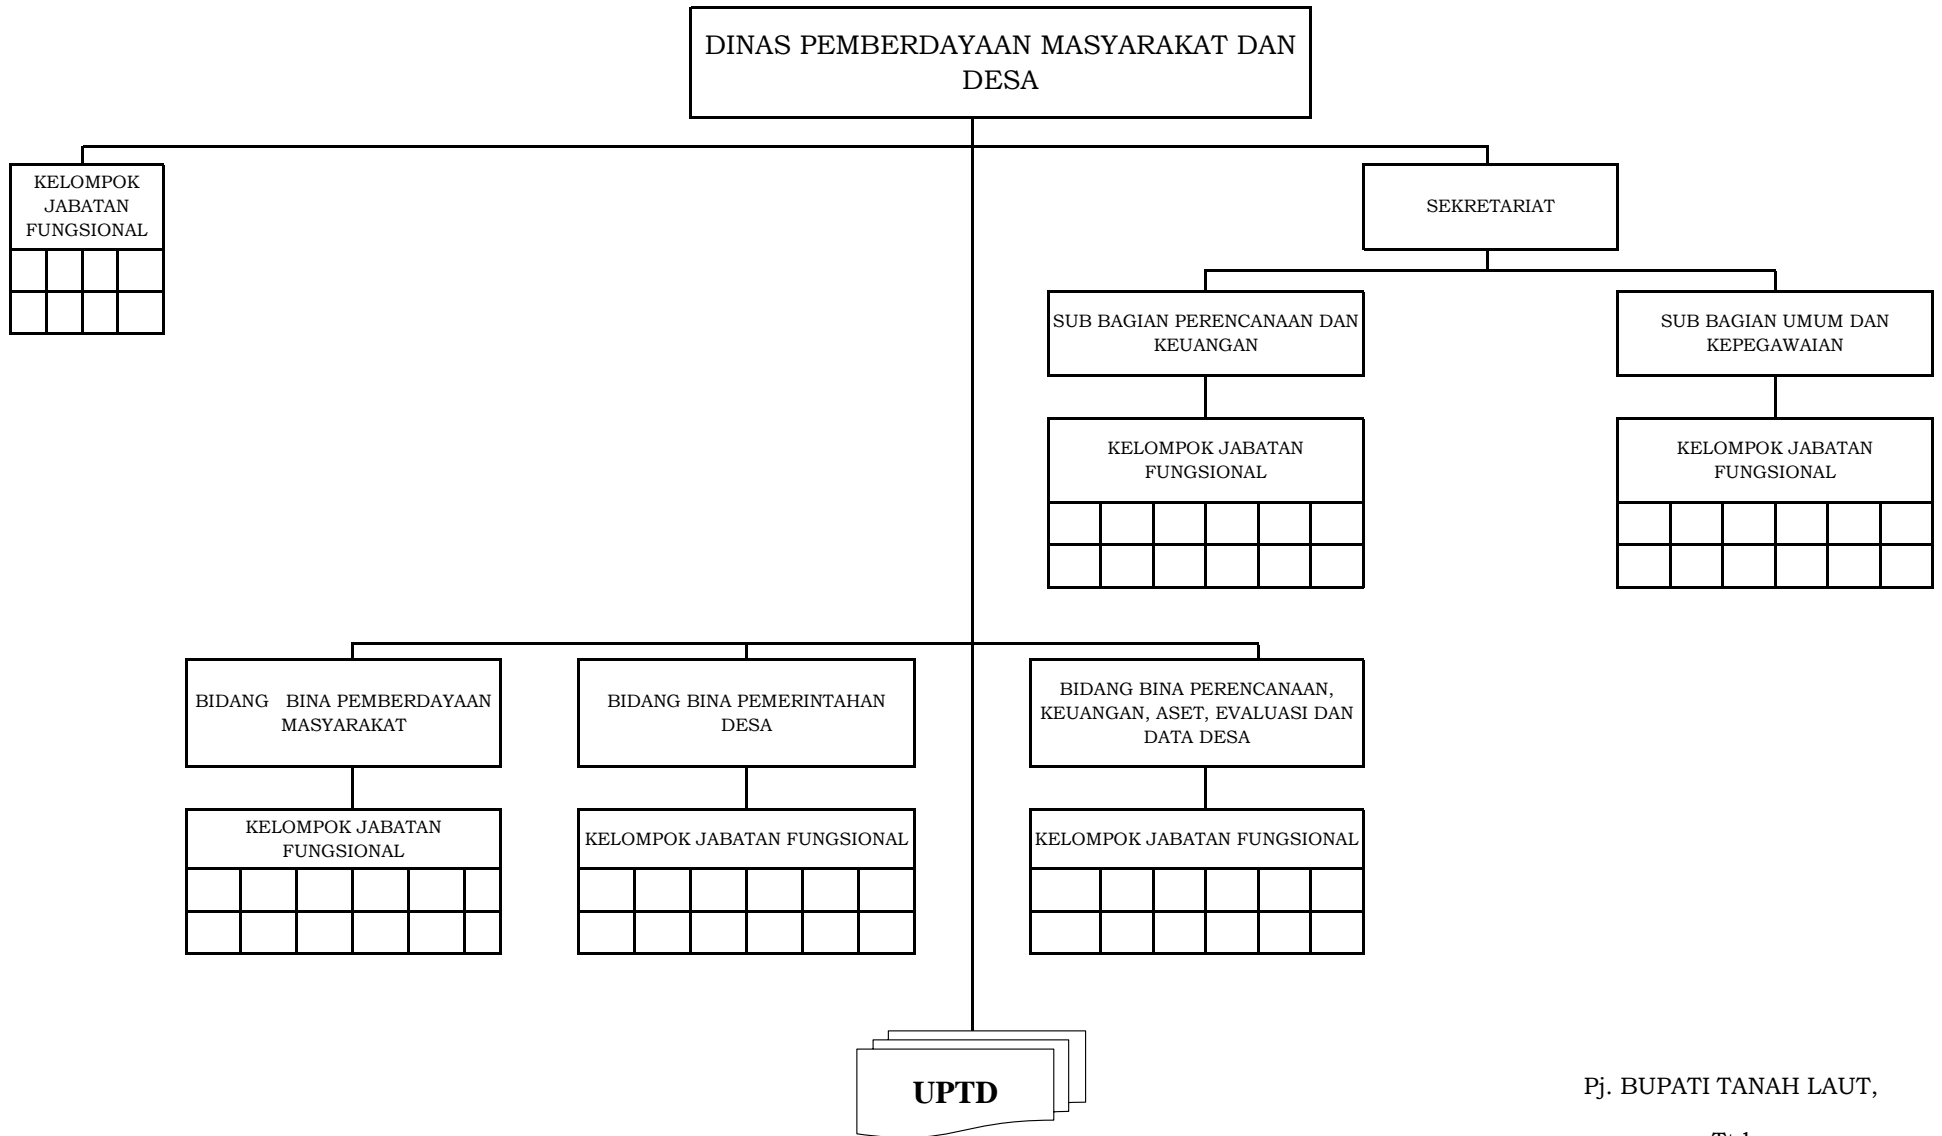 DINAS PEMBERDAYAAN MASYARAKAT DAN
DESA
KELOMPOK
JABATAN
FUNGSIONAL
SEKRETARIAT
SUB BAGIAN PERENCANAAN DAN
KEUANGAN
SUB BAGIAN UMUM DAN
KEPEGAWAIAN
KELOMPOK JABATAN
FUNGSIONAL
KELOMPOK JABATAN
FUNGSIONAL
BIDANG BINA PEMBERDAYAAN
MASYARAKAT
BIDANG BINA PEMERINTAHAN
DESA
BIDANG BINA PERENCANAAN,
KEUANGAN, ASET, EVALUASI DAN
DATA DESA
KELOMPOK JABATAN
FUNGSIONAL
KELOMPOK JABATAN FUNGSIONAL
KELOMPOK JABATAN FUNGSIONAL
UPTD
Pj. BUPATI TANAH LAUT,